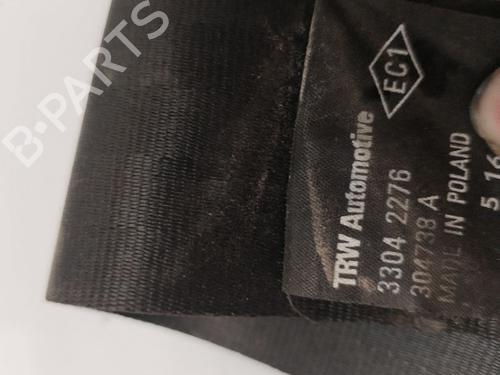 B-PARTS
EC1
TRW Automotive
3304 2276
304738 A
MADE IN POLAND
5 16